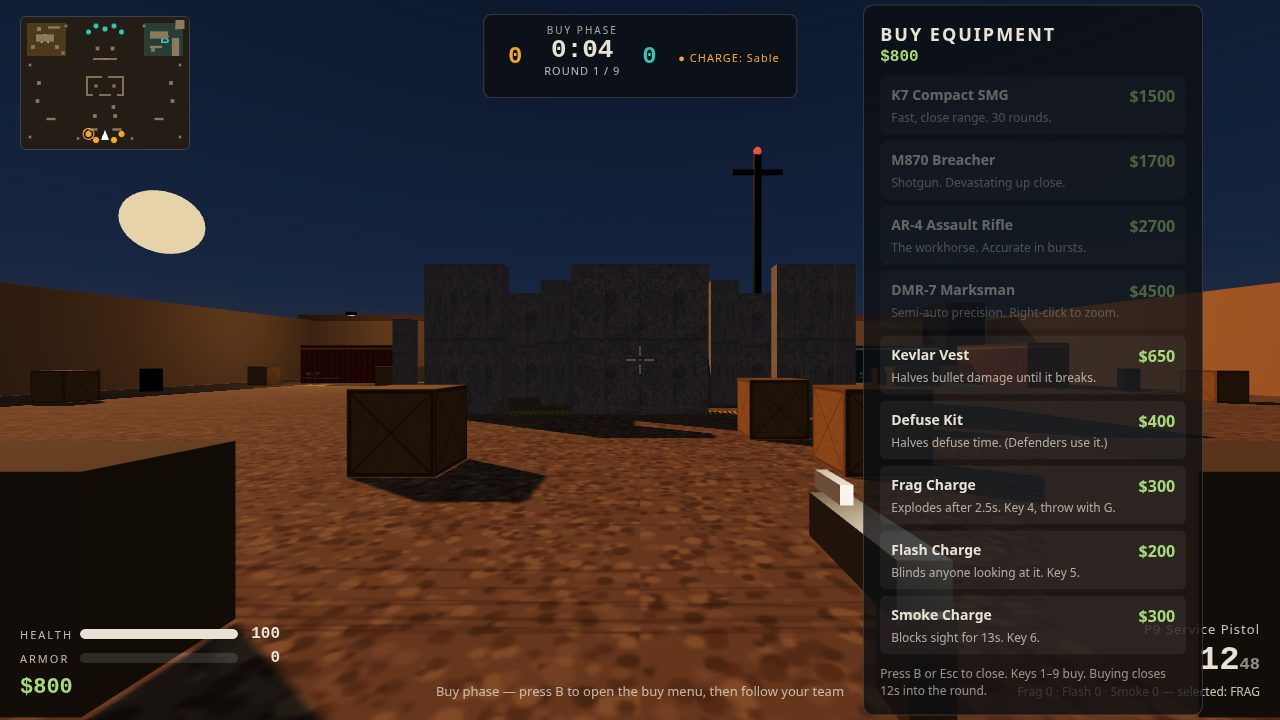 BUY PHASE
0 0:04 0
ROUND 1 / 9
● CHARGE: Sable
BUY EQUIPMENT
$800
K7 Compact SMG $1500
Fast, close range. 30 rounds.
M870 Breacher $1700
Shotgun. Devastating up close.
AR-4 Assault Rifle $2700
The workhorse. Accurate in bursts.
DMR-7 Marksman $4500
Semi-auto precision. Right-click to zoom.
Kevlar Vest $650
Halves bullet damage until it breaks.
Defuse Kit $400
Halves defuse time. (Defenders use it.)
Frag Charge $300
Explodes after 2.5s. Key 4, throw with G.
Flash Charge $200
Blinds anyone looking at it. Key 5.
Smoke Charge $300
Blocks sight for 13s. Key 6.
Press B or Esc to close. Keys 1–9 buy. Buying closes
12s into the round.
HEALTH 100
ARMOR 0
$800
Buy phase — press B to open the buy menu, then follow your team
P9 Service Pistol
12 48
Frag 0 · Flash 0 · Smoke 0 — selected: FRAG